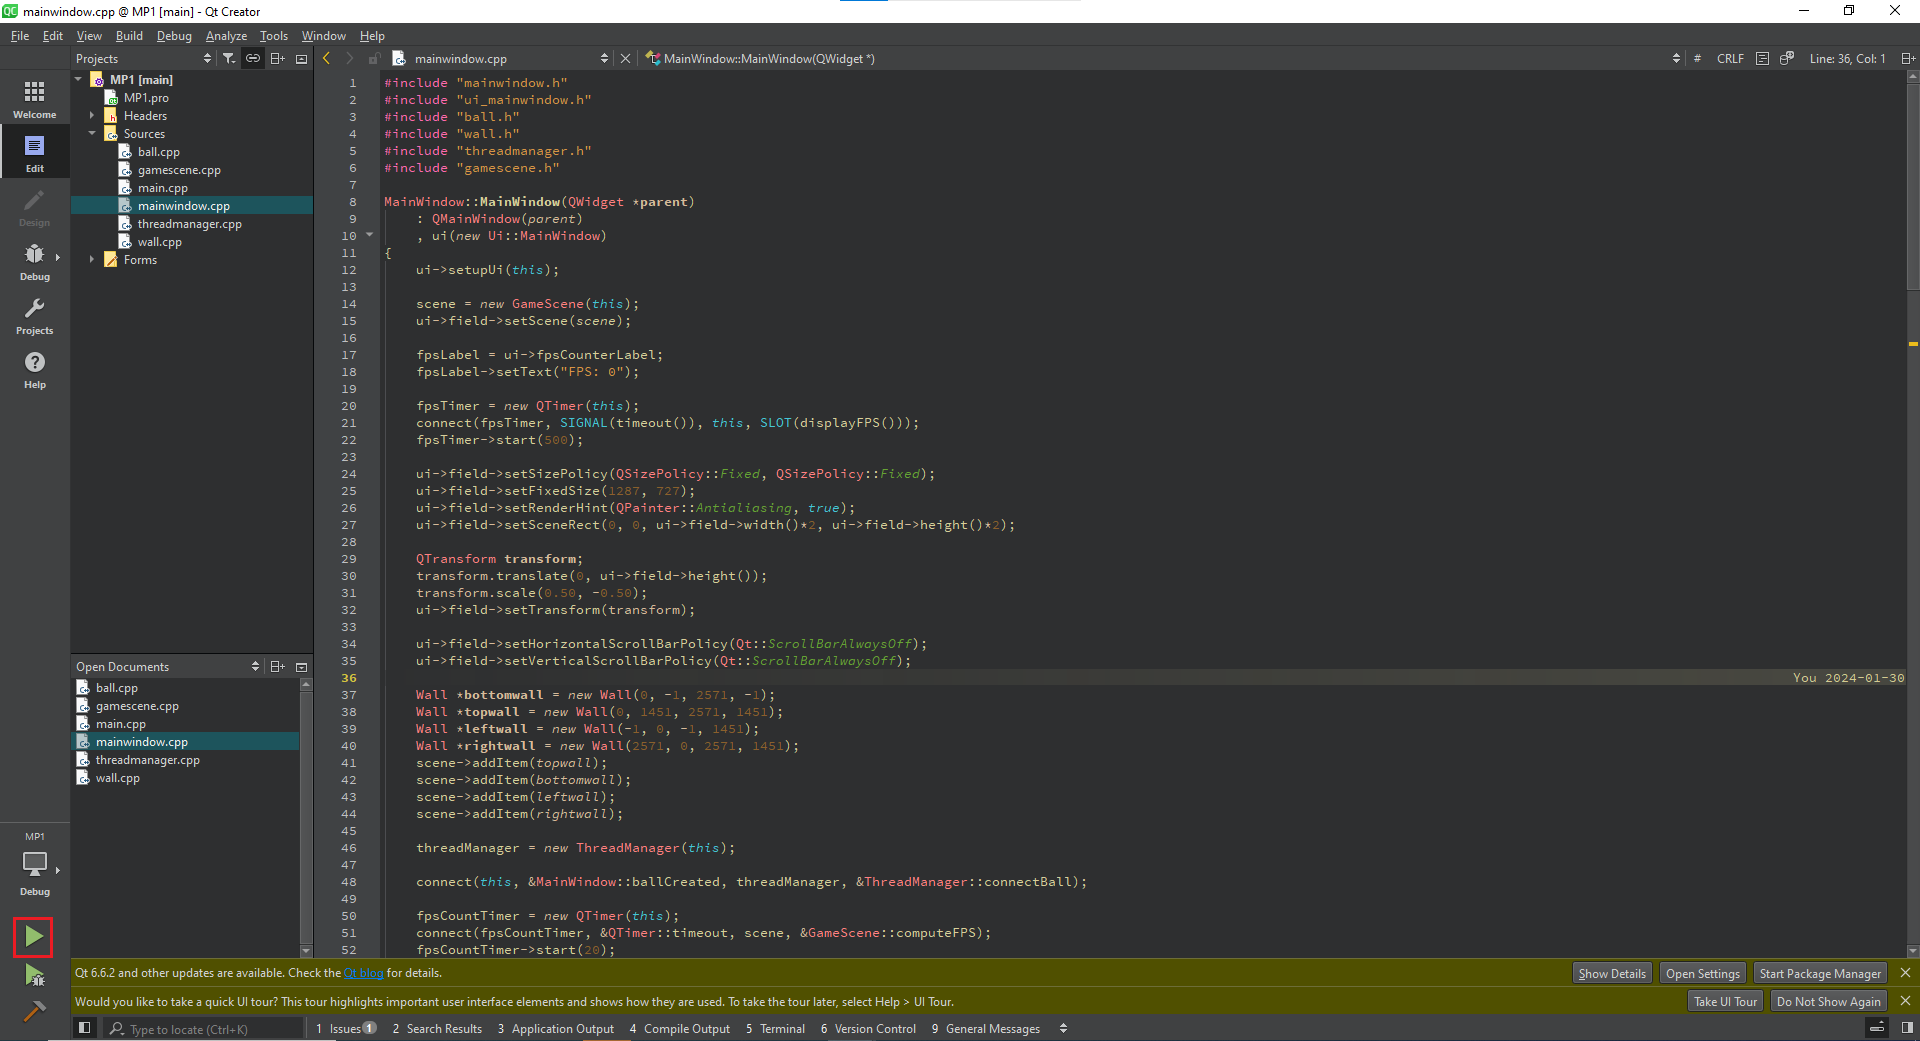 mainwindow.cpp @ MP1 [main] - Qt Creator
File Edit View Build Debug Analyze Tools Window Help
Projects
mainwindow.cpp
MainWindow::MainWindow(QWidget *)
# CRLF Line: 36, Col: 1
Welcome
Edit
Design
Debug
Projects
Help
MP1 [main]
MP1.pro
Headers
Sources
ball.cpp
gamescene.cpp
main.cpp
mainwindow.cpp
threadmanager.cpp
wall.cpp
Forms
Open Documents
ball.cpp
gamescene.cpp
main.cpp
mainwindow.cpp
threadmanager.cpp
wall.cpp
MP1
Debug
1 #include "mainwindow.h"
2 #include "ui_mainwindow.h"
3 #include "ball.h"
4 #include "wall.h"
5 #include "threadmanager.h"
6 #include "gamescene.h"
7
8 MainWindow::MainWindow(QWidget *parent)
9 : QMainWindow(parent)
10 , ui(new Ui::MainWindow)
11 {
12 ui->setupUi(this);
13
14 scene = new GameScene(this);
15 ui->field->setScene(scene);
16
17 fpsLabel = ui->fpsCounterLabel;
18 fpsLabel->setText("FPS: 0");
19
20 fpsTimer = new QTimer(this);
21 connect(fpsTimer, SIGNAL(timeout()), this, SLOT(displayFPS()));
22 fpsTimer->start(500);
23
24 ui->field->setSizePolicy(QSizePolicy::Fixed, QSizePolicy::Fixed);
25 ui->field->setFixedSize(1287, 727);
26 ui->field->setRenderHint(QPainter::Antialiasing, true);
27 ui->field->setSceneRect(0, 0, ui->field->width()*2, ui->field->height()*2);
28
29 QTransform transform;
30 transform.translate(0, ui->field->height());
31 transform.scale(0.50, -0.50);
32 ui->field->setTransform(transform);
33
34 ui->field->setHorizontalScrollBarPolicy(Qt::ScrollBarAlwaysOff);
35 ui->field->setVerticalScrollBarPolicy(Qt::ScrollBarAlwaysOff);
36 You 2024-01-30
37 Wall *bottomwall = new Wall(0, -1, 2571, -1);
38 Wall *topwall = new Wall(0, 1451, 2571, 1451);
39 Wall *leftwall = new Wall(-1, 0, -1, 1451);
40 Wall *rightwall = new Wall(2571, 0, 2571, 1451);
41 scene->addItem(topwall);
42 scene->addItem(bottomwall);
43 scene->addItem(leftwall);
44 scene->addItem(rightwall);
45
46 threadManager = new ThreadManager(this);
47
48 connect(this, &MainWindow::ballCreated, threadManager, &ThreadManager::connectBall);
49
50 fpsCountTimer = new QTimer(this);
51 connect(fpsCountTimer, &QTimer::timeout, scene, &GameScene::computeFPS);
52 fpsCountTimer->start(20);
Qt 6.6.2 and other updates are available. Check the Qt blog for details. Show Details Open Settings Start Package Manager
Would you like to take a quick UI tour? This tour highlights important user interface elements and shows how they are used. To take the tour later, select Help > UI Tour. Take UI Tour Do Not Show Again
Type to locate (Ctrl+K) 1 Issues 1 2 Search Results 3 Application Output 4 Compile Output 5 Terminal 6 Version Control 9 General Messages